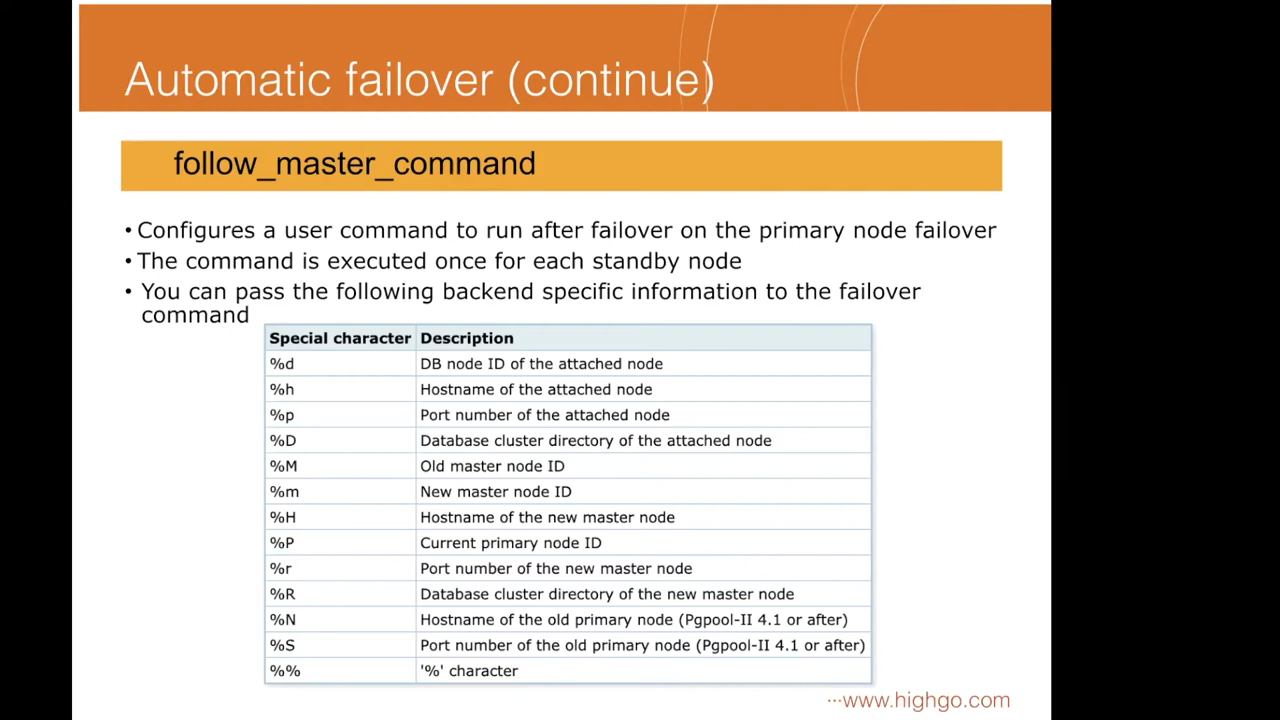 Automatic failover (continue)
follow_master_command
• Configures a user command to run after failover on the primary node failover
• The command is executed once for each standby node
• You can pass the following backend specific information to the failover
command
Special character Description
%d DB node ID of the attached node
%h Hostname of the attached node
%p Port number of the attached node
%D Database cluster directory of the attached node
%M Old master node ID
%m New master node ID
%H Hostname of the new master node
%P Current primary node ID
%r Port number of the new master node
%R Database cluster directory of the new master node
%N Hostname of the old primary node (Pgpool-II 4.1 or after)
%S Port number of the old primary node (Pgpool-II 4.1 or after)
%% '%' character
···www.highgo.com